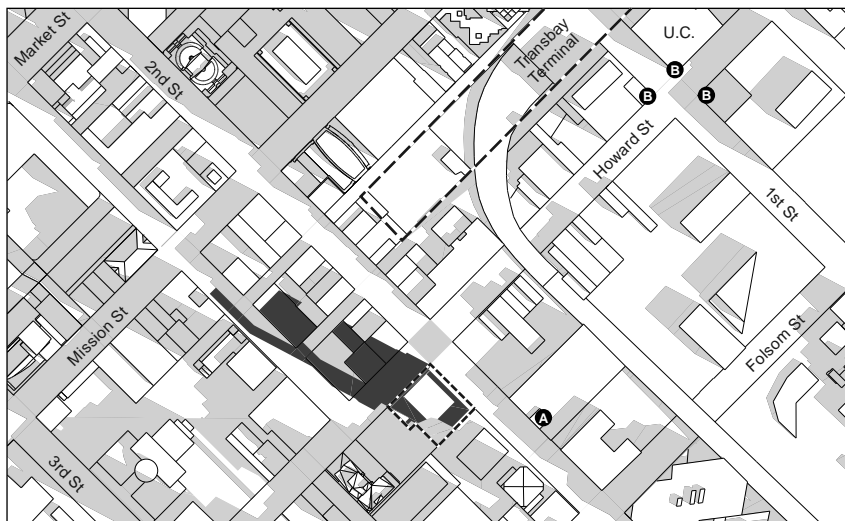 Market St
2nd St
Transbay
Terminal
U.C.
B
B
B
Howard St
1st St
Mission St
Folsom St
A
3rd St